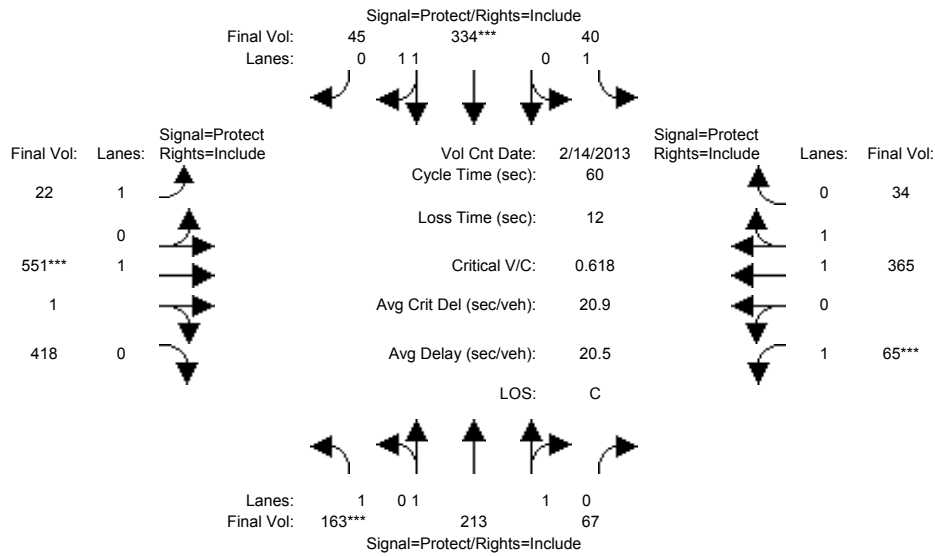 Signal=Protect/Rights=Include
Final Vol: 45 334*** 40
Lanes: 0 1 1 0 1
Signal=Protect
Final Vol: Lanes: Rights=Include
Vol Cnt Date: 2/14/2013
Signal=Protect
Rights=Include Lanes: Final Vol:
Cycle Time (sec): 60
22 1
0 34
Loss Time (sec): 12
0
1
551*** 1
Critical V/C: 0.618
1 365
1
Avg Crit Del (sec/veh): 20.9
0
418 0
Avg Delay (sec/veh): 20.5
1 65***
LOS: C
Lanes: 1 0 1 1 0
Final Vol: 163*** 213 67
Signal=Protect/Rights=Include